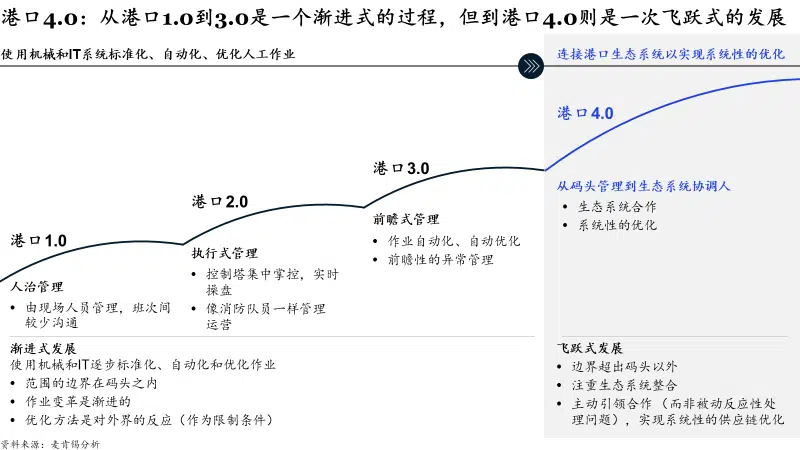 港口4.0：从港口1.0到3.0是一个渐进式的过程，但到港口4.0则是一次飞跃式的发展
使用机械和IT系统标准化、自动化、优化人工作业
连接港口生态系统以实现系统性的优化
港口4.0
港口3.0
港口2.0
港口1.0
人治管理
• 由现场人员管理，班次间
较少沟通
执行式管理
• 控制塔集中掌控，实时
操盘
• 像消防队员一样管理
运营
前瞻式管理
• 作业自动化、自动优化
• 前瞻性的异常管理
从码头管理到生态系统协调人
• 生态系统合作
• 系统性的优化
渐进式发展
使用机械和IT逐步标准化、自动化和优化作业
• 范围的边界在码头之内
• 作业变革是渐进的
• 优化方法是对外界的反应（作为限制条件）
飞跃式发展
• 边界超出码头以外
• 注重生态系统整合
• 主动引领合作（而非被动反应性处
理问题），实现系统性的供应链优化
资料来源：麦肯锡分析